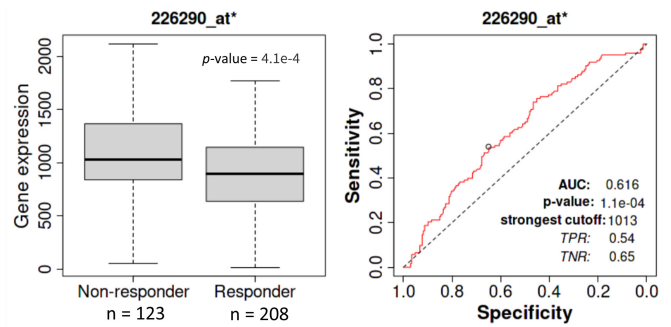 226290_at*
p-value = 4.1e-4
Gene expression
2000
1500
1000
500
0
Non-responder
Responder
n = 123
n = 208
226290_at*
Sensitivity
1.0
0.8
0.6
0.4
0.2
0.0
AUC: 0.616
p-value: 1.1e-04
strongest cutoff: 1013
TPR: 0.54
TNR: 0.65
1.0 0.8 0.6 0.4 0.2 0.0
Specificity